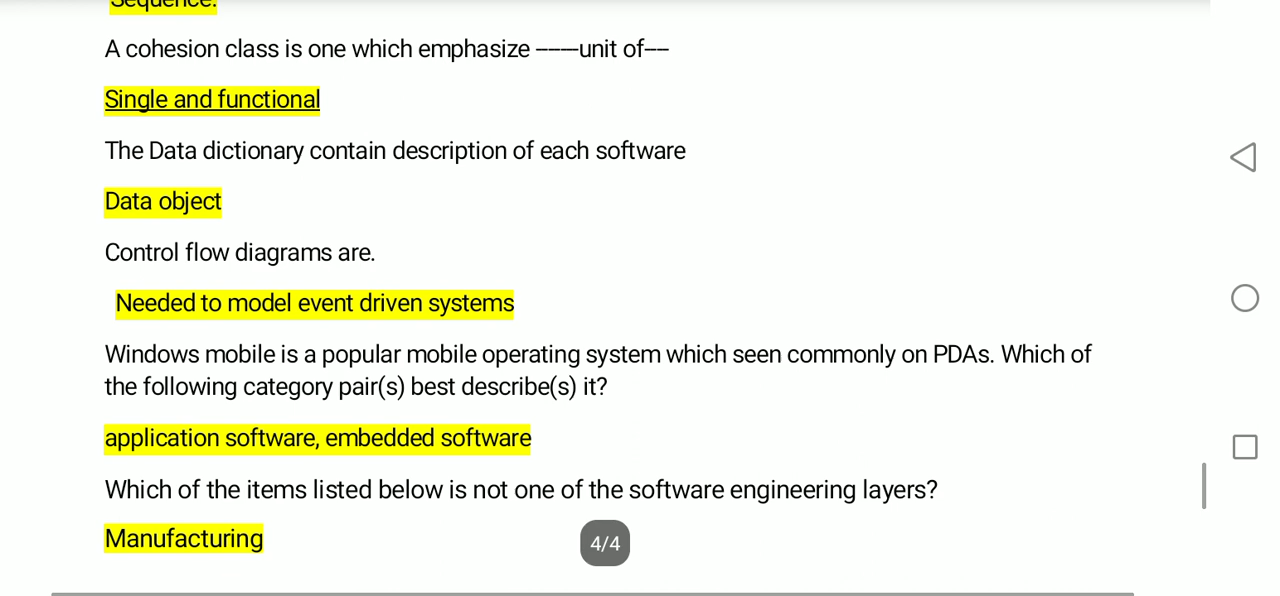 Sequence.
A cohesion class is one which emphasize -----unit of---
Single and functional
The Data dictionary contain description of each software
Data object
Control flow diagrams are.
Needed to model event driven systems
Windows mobile is a popular mobile operating system which seen commonly on PDAs. Which of
the following category pair(s) best describe(s) it?
application software, embedded software
Which of the items listed below is not one of the software engineering layers?
Manufacturing
4/4